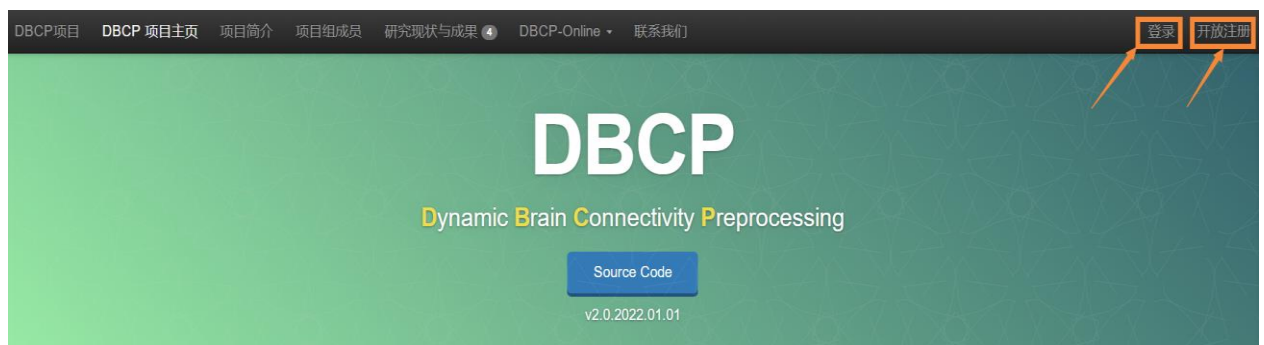 DBCP项目 DBCP 项目主页 项目简介 项目组成员 研究现状与成果 4 DBCP-Online 联系我们 登录 开放注册
DBCP
Dynamic Brain Connectivity Preprocessing
Source Code
v2.0.2022.01.01